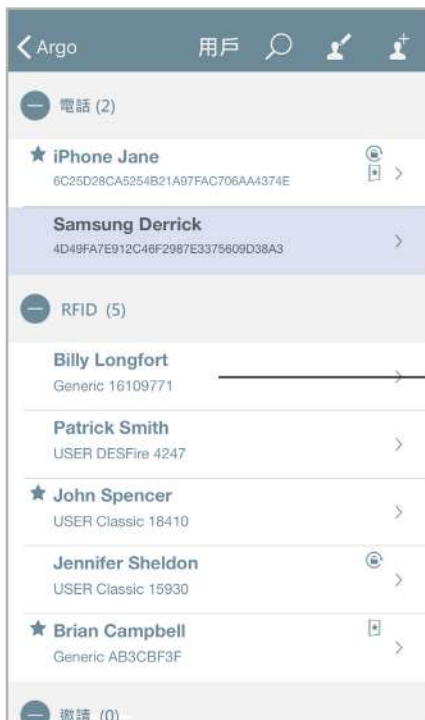 Argo
用戶
電話 (2)
iPhone Jane
6C25D28CA5254B21A97FAC706AA4374E
Samsung Derrick
4D49FA7E912C46F2987E3375609D38A3
RFID (5)
Billy Longfort
Generic 16109771
Patrick Smith
USER DESFire 4247
John Spencer
USER Classic 18410
Jennifer Sheldon
USER Classic 15930
Brian Campbell
Generic AB3CBF3F
邀請 (0)